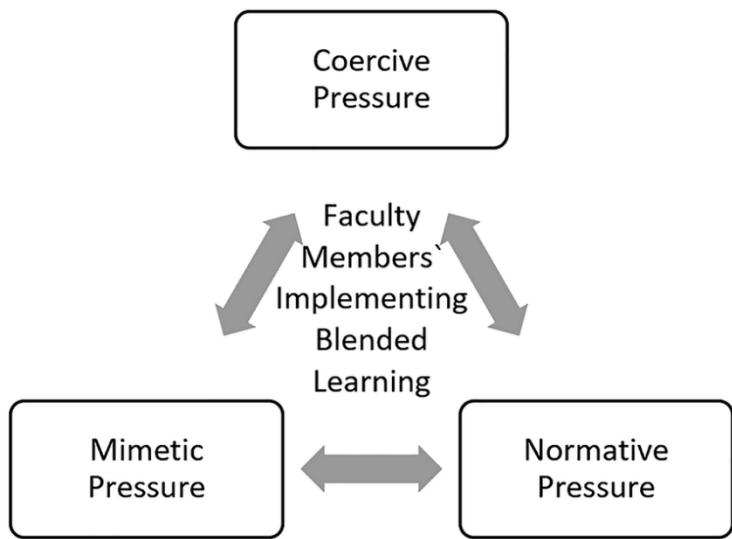 Coercive
Pressure
Faculty
Members`
Implementing
Blended
Learning
Mimetic
Pressure
Normative
Pressure